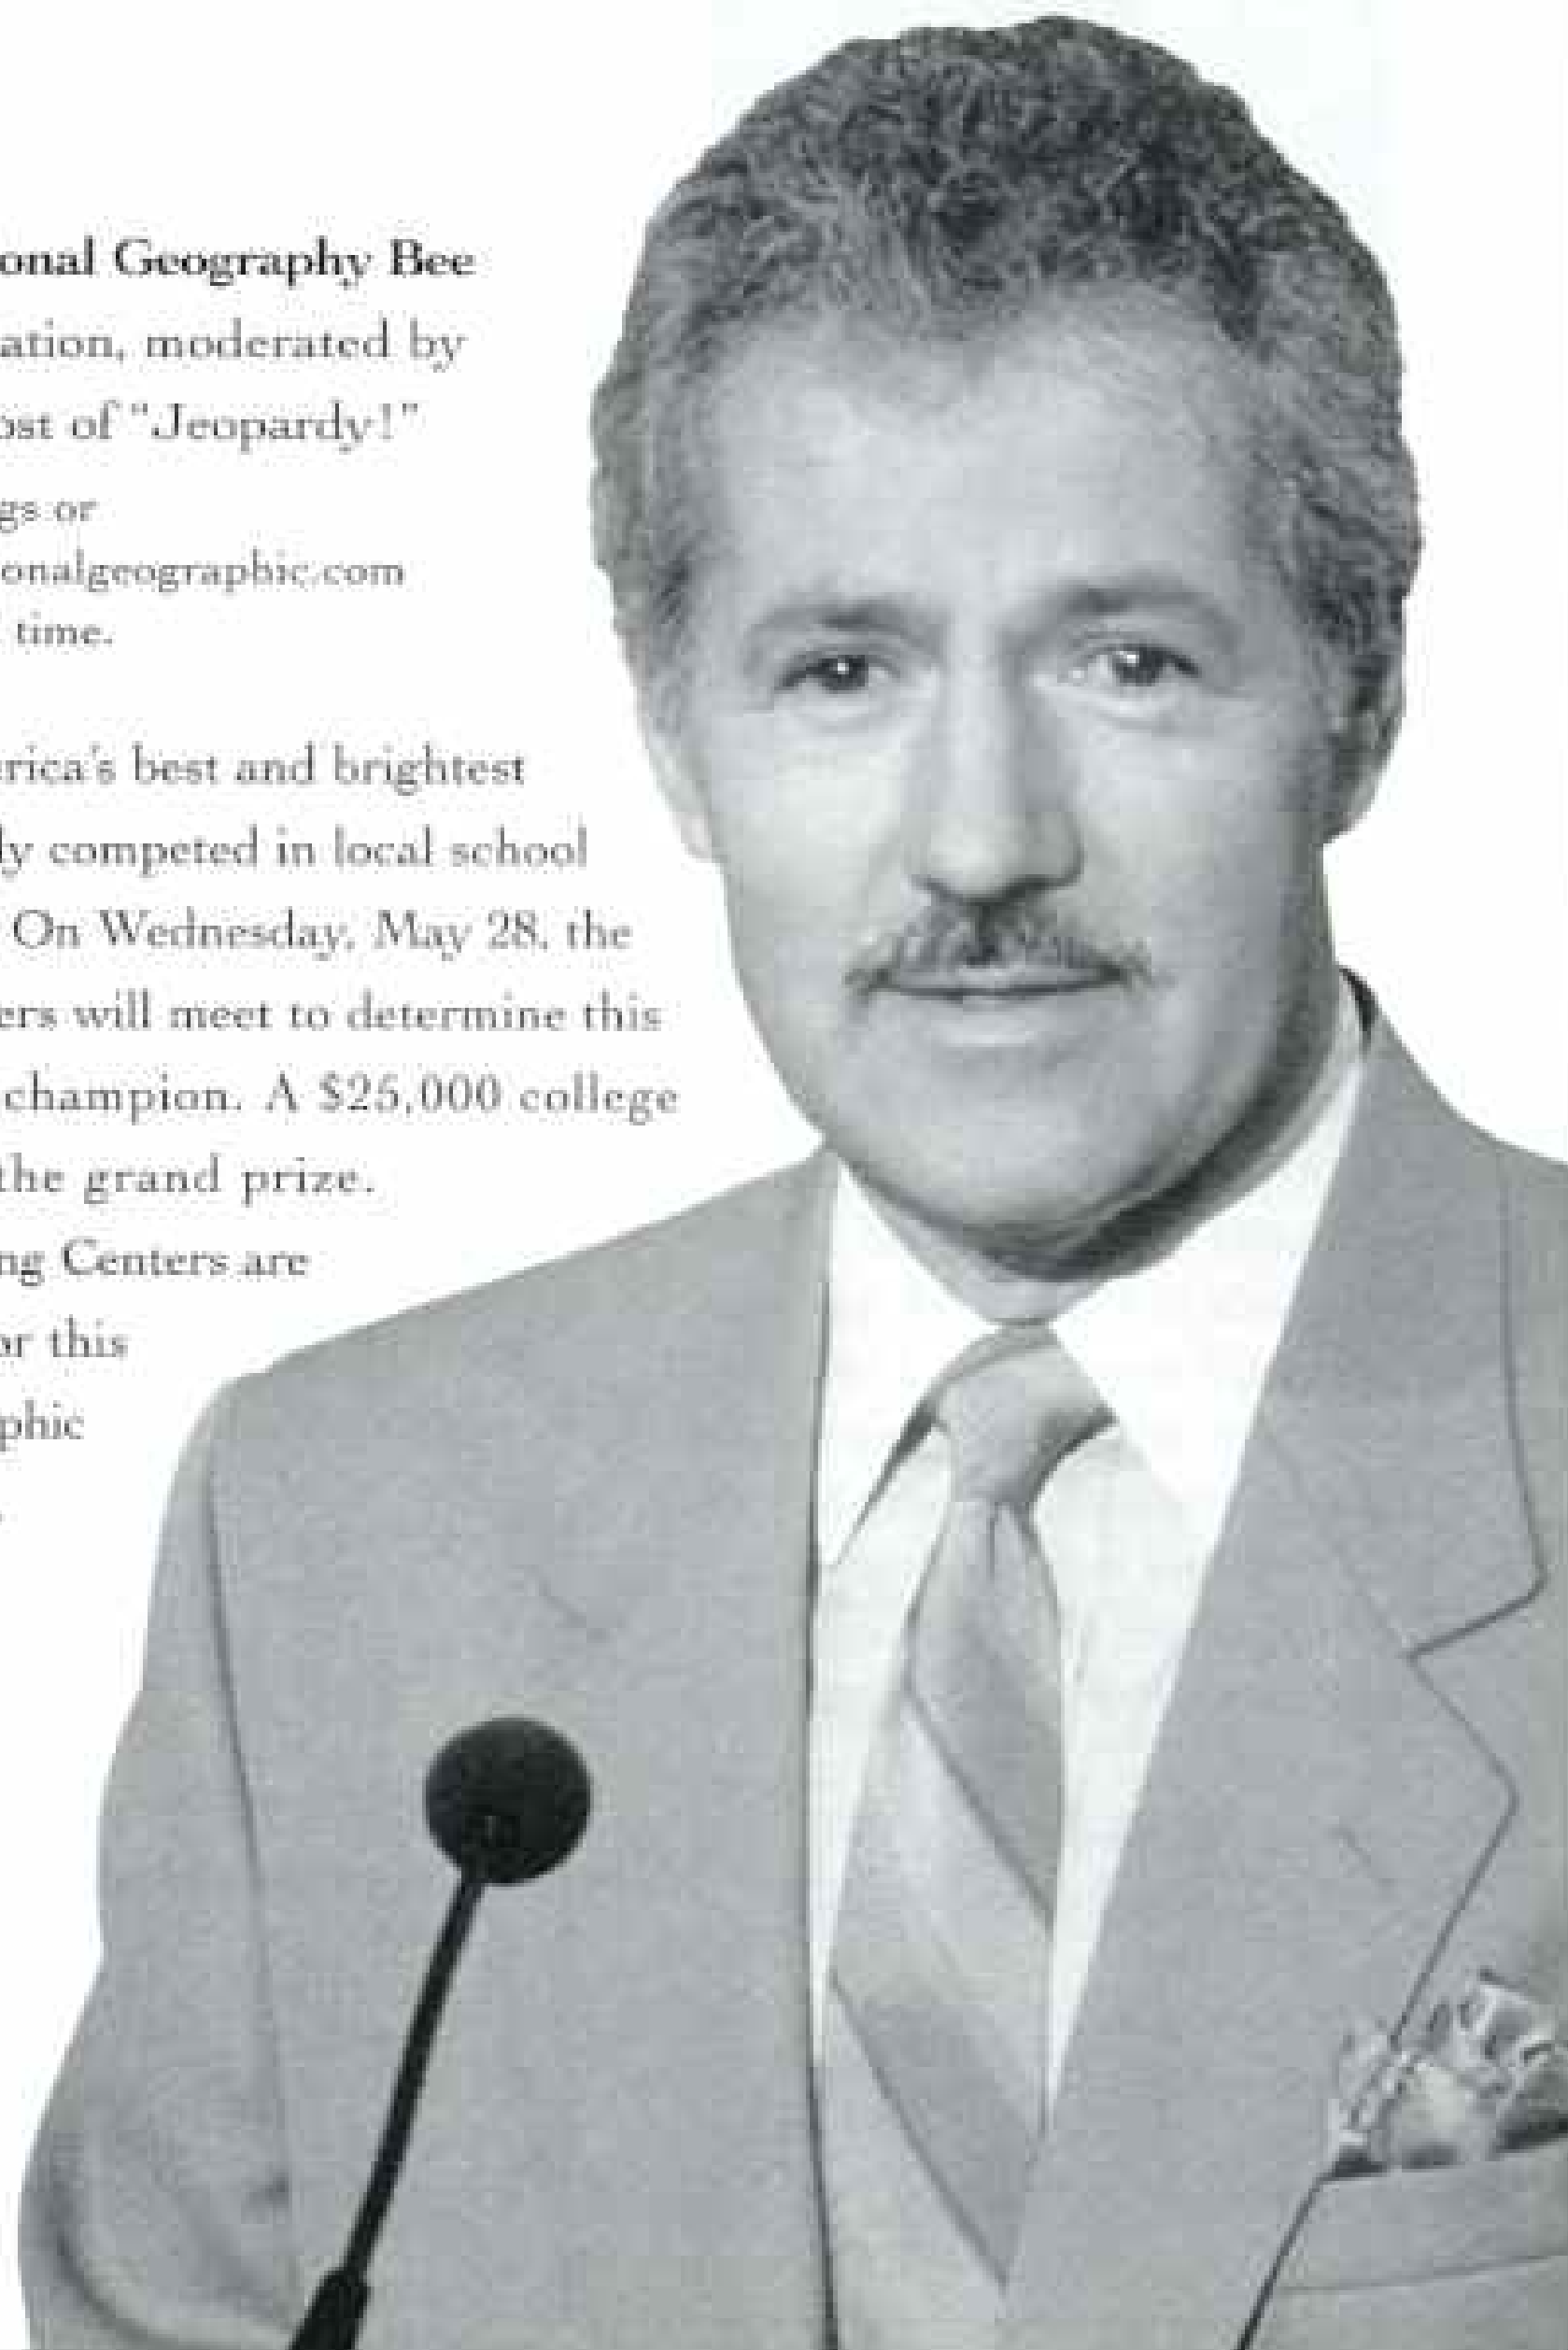 onal Geography Bee
ation, moderated by
ost of "Jeopardy!"
gs or
onalgeographic.com
time.
erica's best and brightest
ly competed in local school
On Wednesday, May 28, the
ers will meet to determine this
champion. A $25,000 college
the grand prize.
ng Centers are
or this
phic